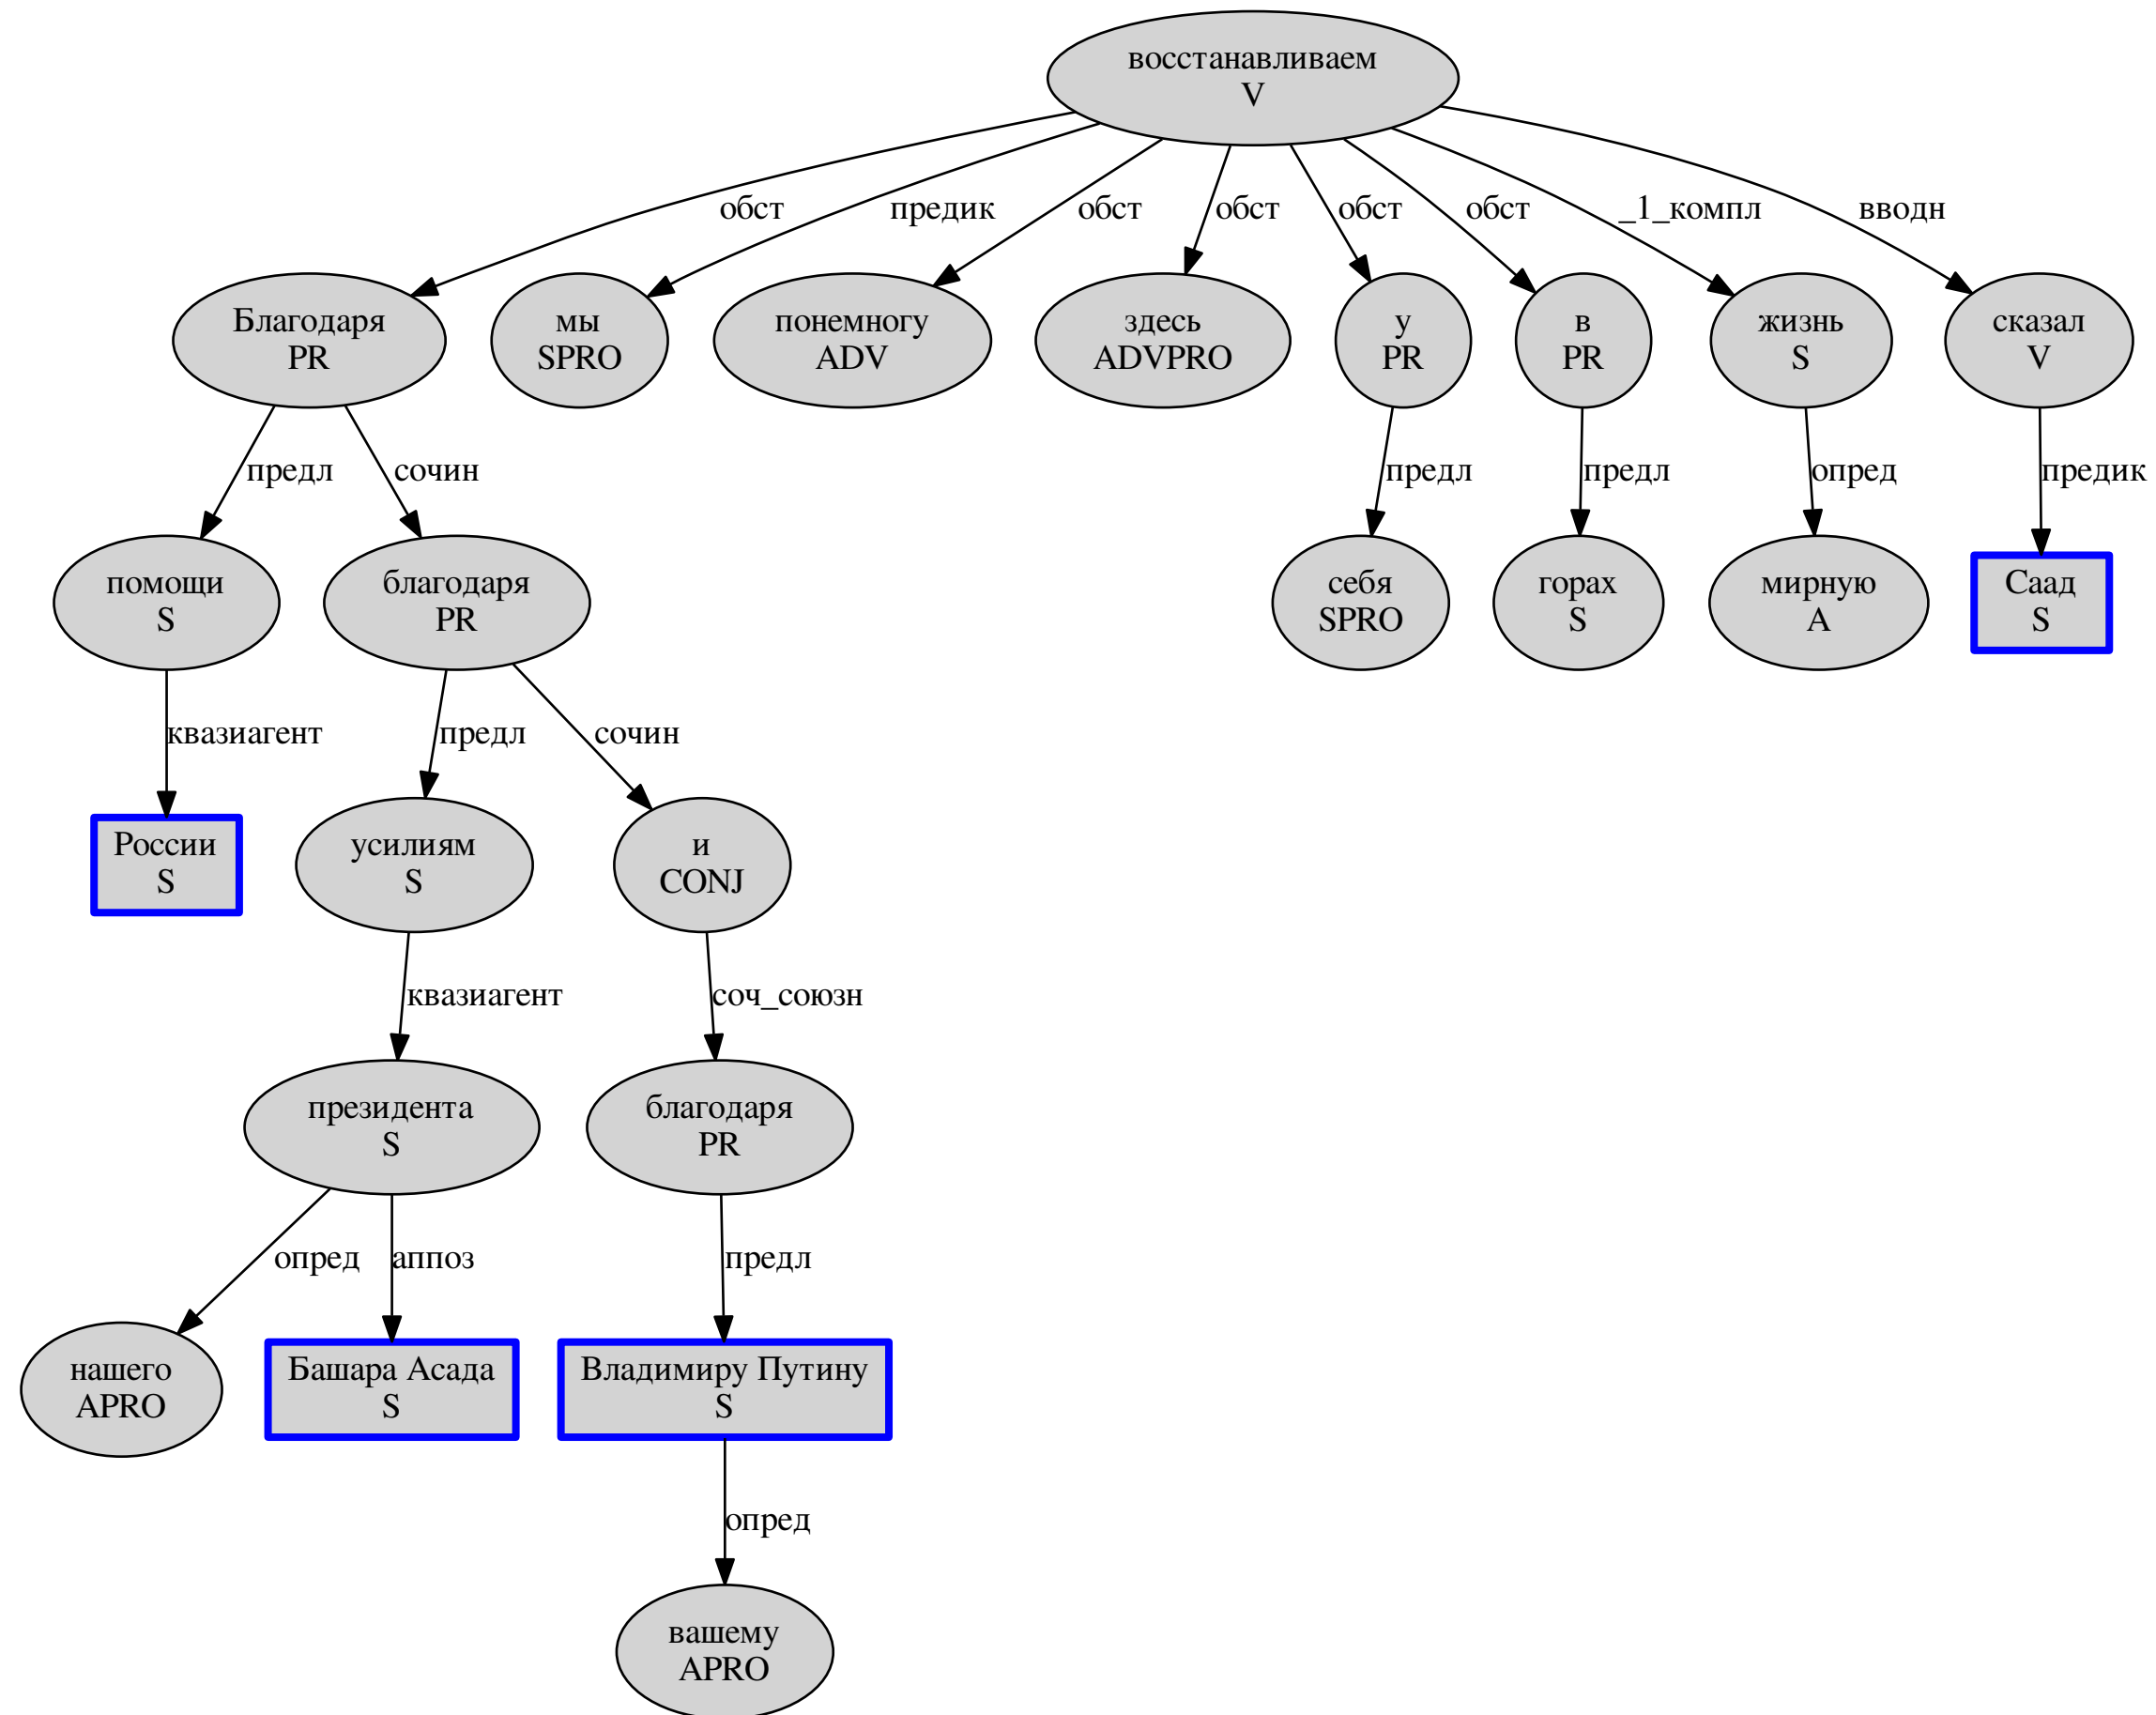 восстанавливаем
V
обст
предик
обст
обст
обст
обст
_1_компл
вводн
Благодаря
PR
мы
SPRO
понемногу
ADV
здесь
ADVPRO
у
PR
в
PR
жизнь
S
сказал
V
предл
сочин
предл
предл
опред
предик
помощи
S
благодаря
PR
себя
SPRO
горах
S
мирную
A
Саад
S
квазиагент
предл
сочин
России
S
усилиям
S
и
CONJ
квазиагент
соч_союзн
президента
S
благодаря
PR
опред
аппоз
предл
нашего
APRO
Башара Асада
S
Владимиру Путину
S
опред
вашему
APRO